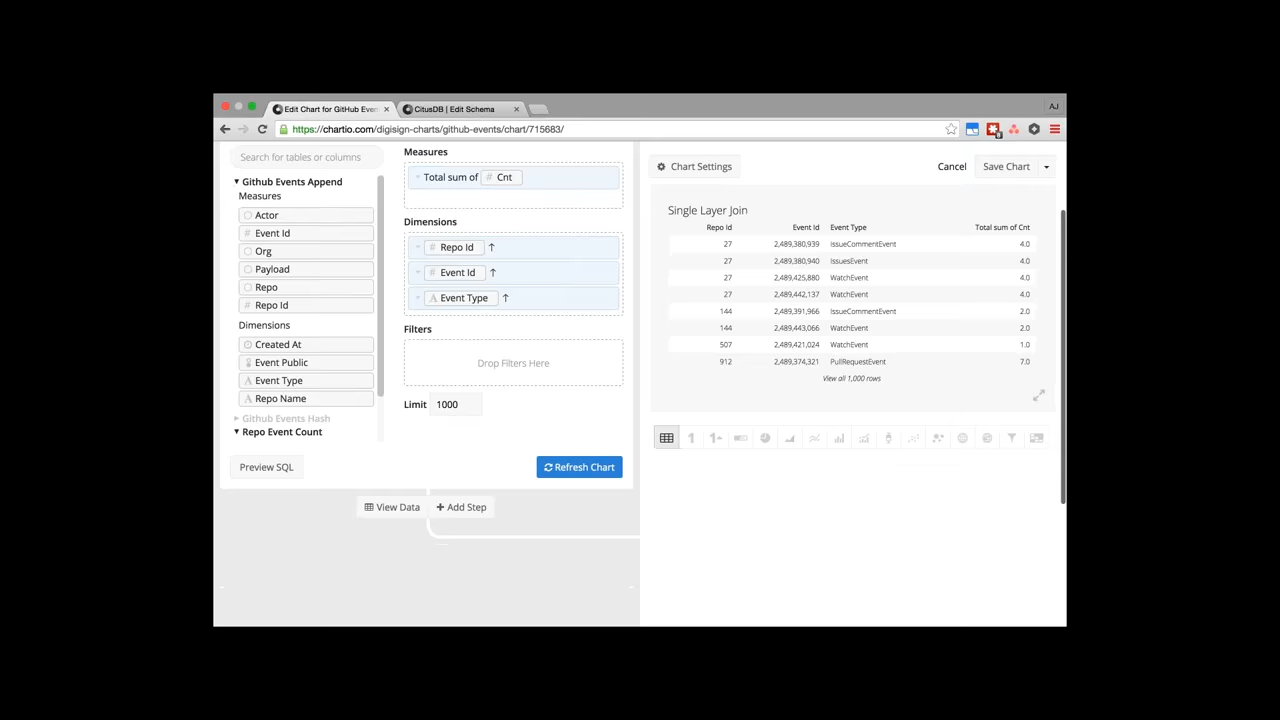 Edit Chart for GitHub Even
CitusDB | Edit Schema
AJ
https://chartio.com/digisign-charts/github-events/chart/715683/
Search for tables or columns
Github Events Append
Measures
Actor
Event Id
Org
Payload
Repo
# Repo Id
Dimensions
Created At
Event Public
A Event Type
A Repo Name
Github Events Hash
Repo Event Count
Preview SQL
Measures
Total sum of # Cnt
Dimensions
# Repo Id ↑
# Event Id ↑
A Event Type ↑
Filters
Drop Filters Here
Limit 1000
Refresh Chart
View Data + Add Step
Chart Settings
Cancel Save Chart
Single Layer Join
Repo Id Event Id Event Type Total sum of Cnt
27 2,489,380,939 IssueCommentEvent 4.0
27 2,489,380,940 IssuesEvent 4.0
27 2,489,425,880 WatchEvent 4.0
27 2,489,442,137 WatchEvent 4.0
144 2,489,391,966 IssueCommentEvent 2.0
144 2,489,443,066 WatchEvent 2.0
507 2,489,421,024 WatchEvent 1.0
912 2,489,374,321 PullRequestEvent 7.0
View all 1,000 rows